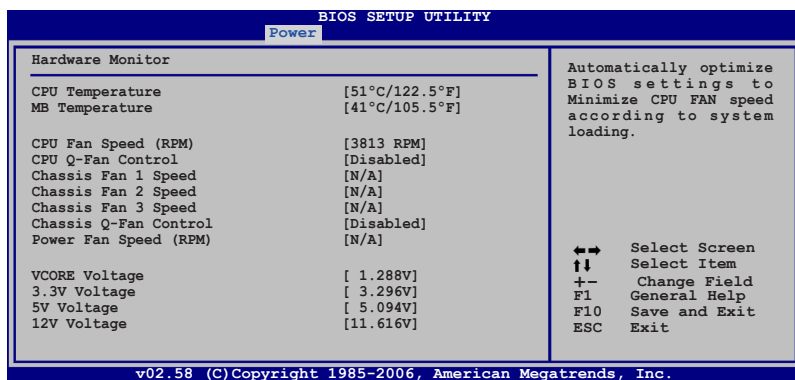 BIOS SETUP UTILITY
Power
Hardware Monitor
CPU Temperature [51°C/122.5°F]
MB Temperature [41°C/105.5°F]
CPU Fan Speed (RPM) [3813 RPM]
CPU Q-Fan Control [Disabled]
Chassis Fan 1 Speed [N/A]
Chassis Fan 2 Speed [N/A]
Chassis Fan 3 Speed [N/A]
Chassis Q-Fan Control [Disabled]
Power Fan Speed (RPM) [N/A]
VCORE Voltage [ 1.288V]
3.3V Voltage [ 3.296V]
5V Voltage [ 5.094V]
12V Voltage [11.616V]
Automatically optimize
BIOS settings to
Minimize CPU FAN speed
according to system
loading.
←→ Select Screen
↑↓ Select Item
+- Change Field
F1 General Help
F10 Save and Exit
ESC Exit
v02.58 (C)Copyright 1985-2006, American Megatrends, Inc.